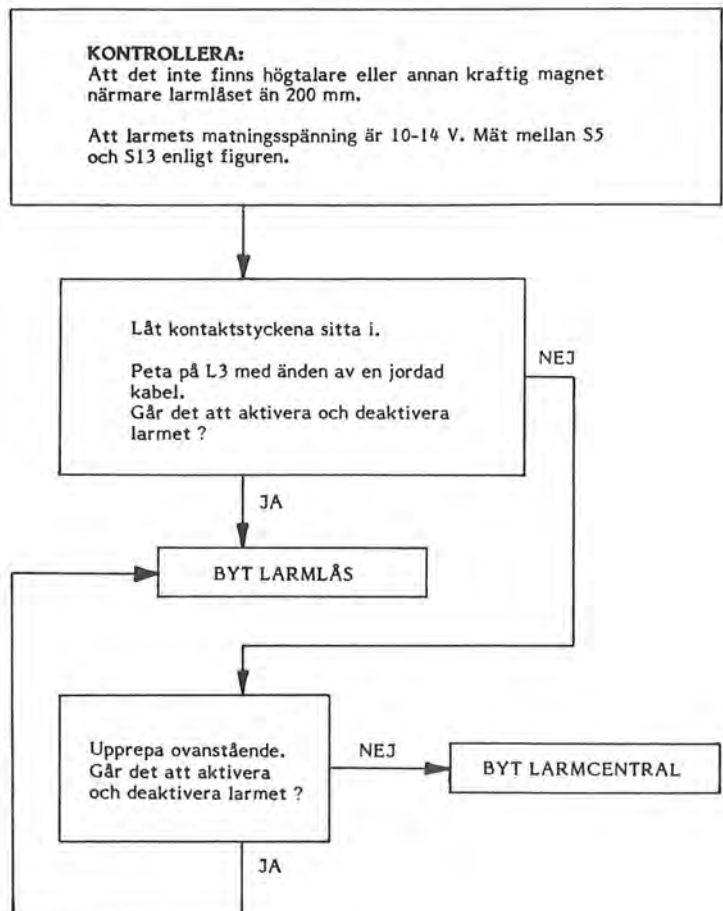 KONTROLLERA:
Att det inte finns högtalare eller annan kraftig magnet
närmare larmlåset än 200 mm.
Att larmets matningsspänning är 10-14 V. Mät mellan S5
och S13 enligt figuren.
Låt kontaktstyckena sitta i.
Peta på L3 med änden av en jordad
kabel.
Går det att aktivera och deaktivera
larmet ?
NEJ
JA
BYT LARMLÅS
Upprepa ovanstående.
Går det att aktivera
och deaktivera larmet ?
NEJ
BYT LARMCENTRAL
JA